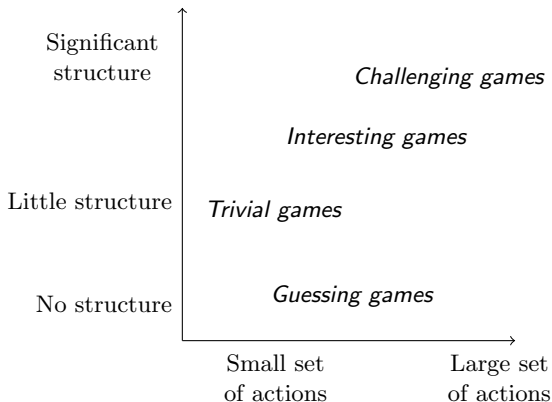 Significant
structure
Challenging games
Interesting games
Little structure
Trivial games
Guessing games
No structure
Small set
of actions
Large set
of actions